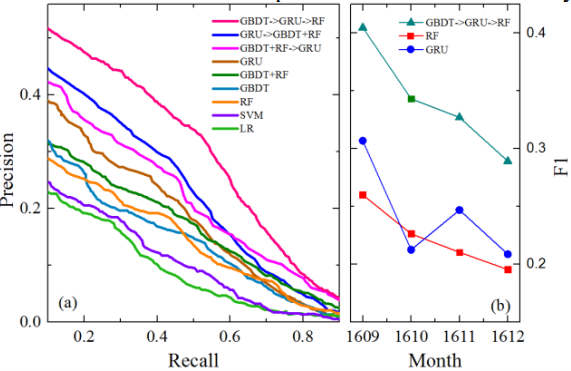 GBDT->GRU->RF
GRU->GBDT+RF
GBDT+RF->GRU
GRU
GBDT+RF
GBDT
RF
SVM
LR
0.4
0.2
0.0
Precision
(a)
0.2 0.4 0.6 0.8
Recall
GBDT->GRU->RF
RF
GRU
0.4
0.3
0.2
F1
(b)
1609 1610 1611 1612
Month